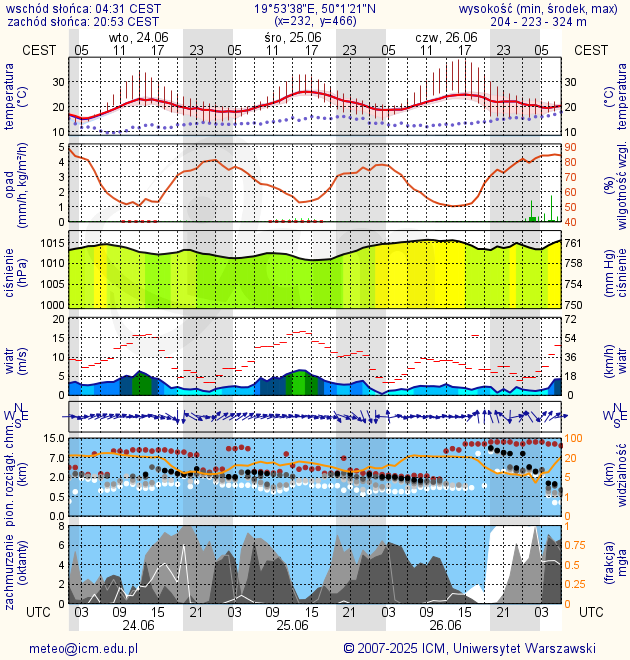 wschód słońca: 04:31 CEST 19°53'38"E, 50°1'21"N wysokość (min, środek, max)
zachód słońca: 20:53 CEST (x=232, y=466) 204 - 223 - 324 m
wto, 24.06 śro, 25.06 czw, 26.06
CEST 05 11 17 23 05 11 17 23 05 11 17 23 05 CEST
temperatura (°C) 30 20 10 30 20 10 temperatura (°C)
opad (mm/h, kg/m²/h) 5 4 3 2 1 0 90 80 70 60 50 40 (%) wilgotność wzgl.
ciśnienie (hPa) 1015 1010 1005 1000 761 758 754 750 (mm Hg) ciśnienie
wiatr (m/s) 20 15 10 5 0 72 54 36 18 0 (km/h) wiatr
N W E S N W E S
pion. rozciągł. chm. (km) 15.0 7.0 2.0 0.5 0.0 100 20 5 2 0 (km) widzialność
zachmurzenie (oktanty) 8 6 4 2 0 1 0.75 0.5 0.25 0 (frakcja) mgła
UTC 03 09 15 21 03 09 15 21 03 09 15 21 03 UTC
24.06 25.06 26.06
meteo@icm.edu.pl © 2007-2025 ICM, Uniwersytet Warszawski